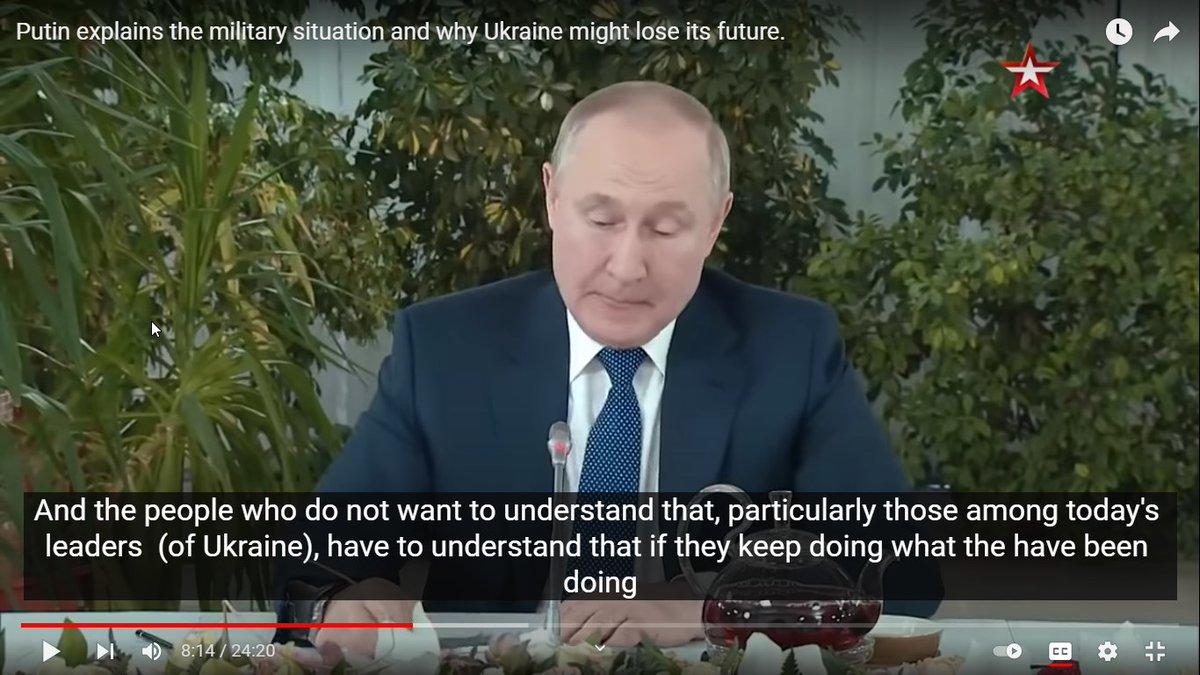 Putin explains the military situation and why Ukraine might lose its future.
And the people who do not want to understand that, particularly those among today's
leaders (of Ukraine), have to understand that if they keep doing what the have been
doing
8:14 / 24:20
CC